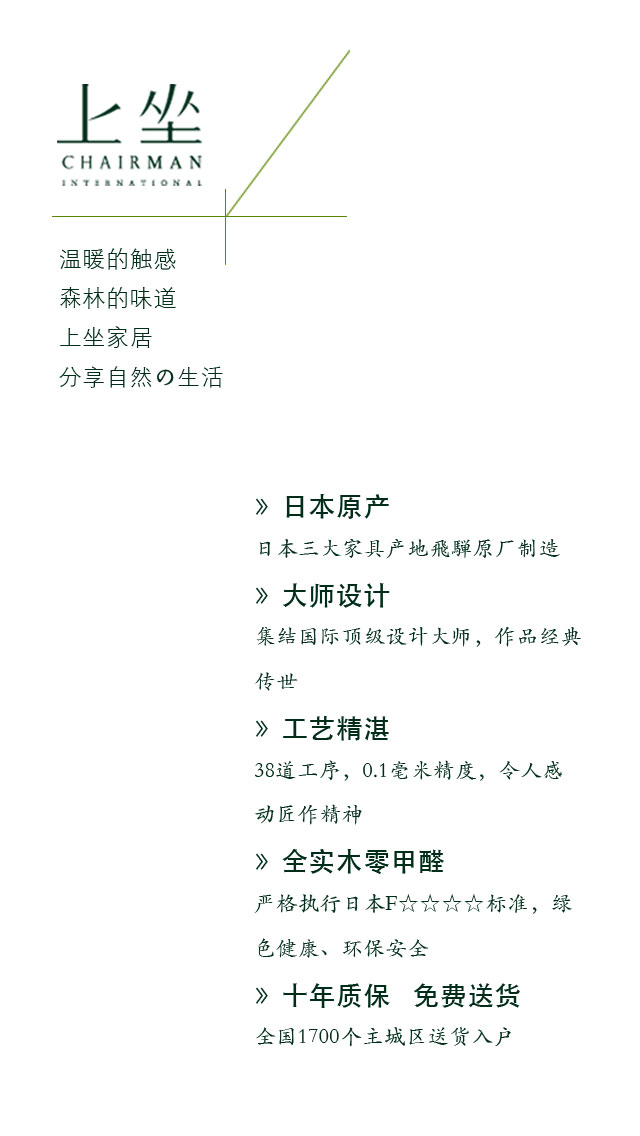 上坐
CHAIRMAN
INTERNATIONAL
温暖的触感
森林的味道
上坐家居
分享自然の生活
》 日本原产
日本三大家具产地飛騨原厂制造
》 大师设计
集结国际顶级设计大师，作品经典
传世
》 工艺精湛
38道工序，0.1毫米精度，令人感
动匠作精神
》 全实木零甲醛
严格执行日本F☆☆☆☆标准，绿
色健康、环保安全
》 十年质保 免费送货
全国1700个主城区送货入户